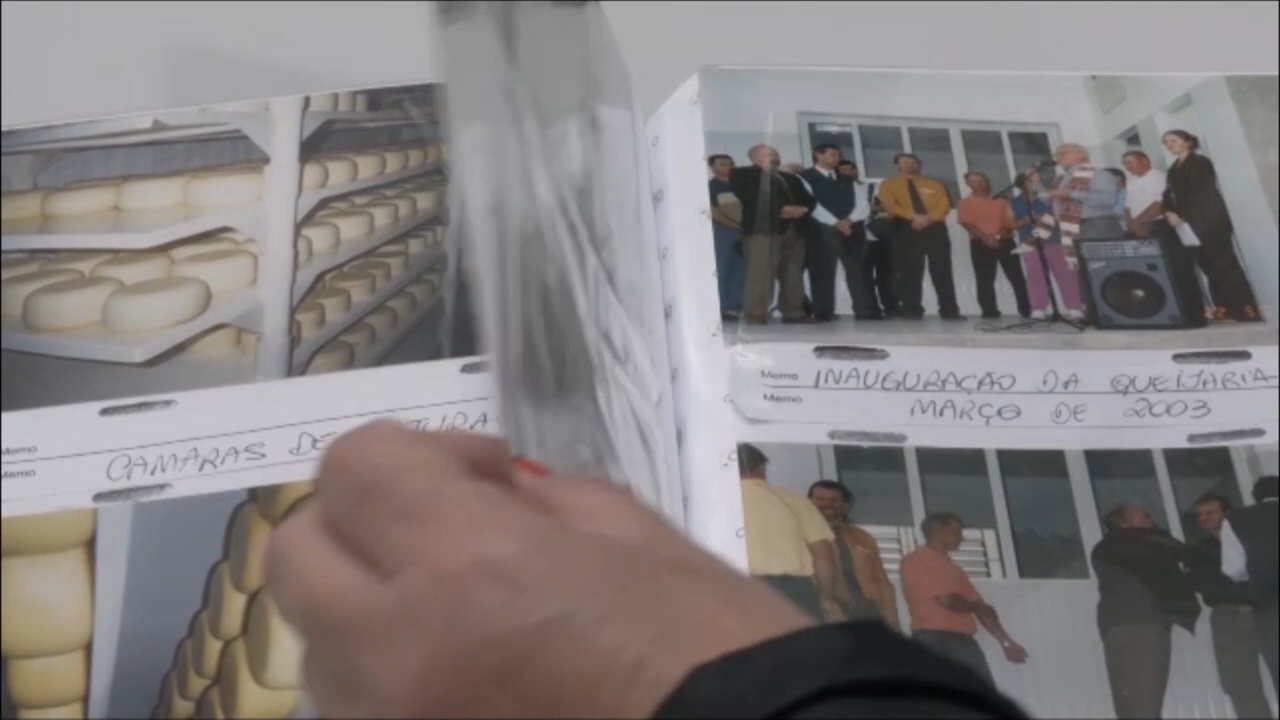 Memo
Memo CAMARAS DE
Memo INAUGURAÇÃO DA QUEIJARIA
Memo MARÇO DE 2003